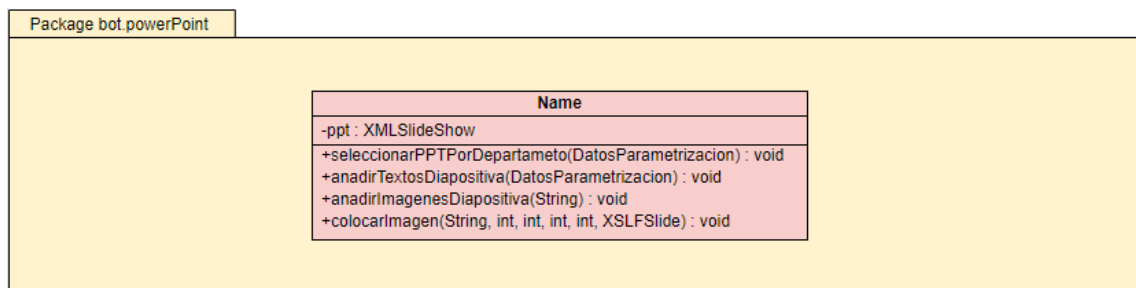 Package bot.powerPoint
Name
-ppt : XMLSlideShow
+seleccionarPPTPorDepartameto(DatosParametrizacion) : void
+anadirTextosDiapositiva(DatosParametrizacion) : void
+anadirImagenesDiapositiva(String) : void
+colocarImagen(String, int, int, int, int, XSLFSlide) : void